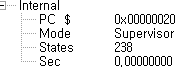 Internal
PC $ 0x00000020
Mode Supervisor
States 238
Sec 0,00000000